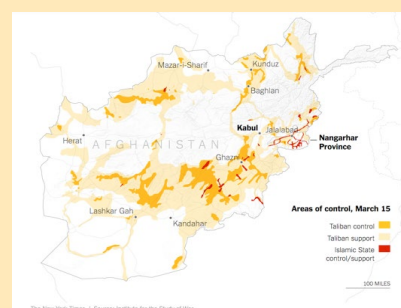 Mazar-i-Sharif
Kunduz
Baghlan
Kabul
Jalalabad
Nangarhar
Province
Herat
AFGHANISTAN
Ghazni
Lashkar Gah
Kandahar
Areas of control, March 15
Taliban control
Taliban support
Islamic State
control/support
100 MILES